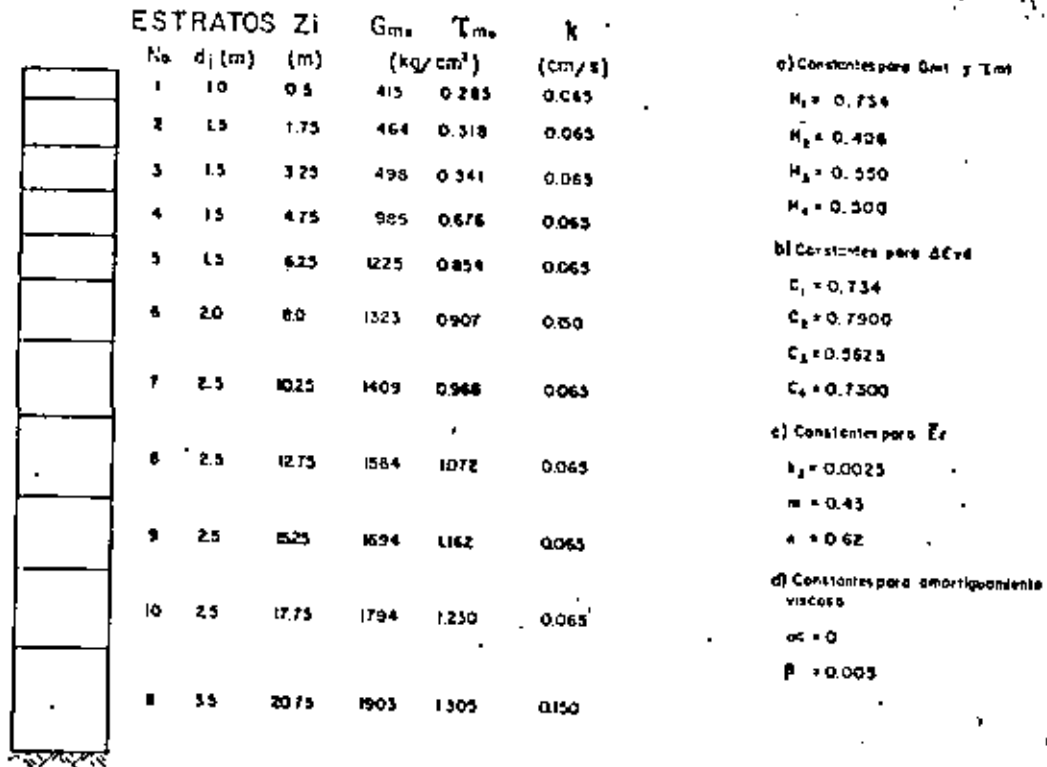 ESTRATOS Zi Gmo τmo k
No. di (m) (m) (kg/cm²) (cm/s)
1 1.0 0.5 415 0.285 0.065
2 1.5 1.75 464 0.318 0.065
3 1.5 3.25 498 0.341 0.065
4 1.5 4.75 985 0.676 0.065
5 1.5 6.25 1225 0.854 0.065
6 2.0 8.0 1323 0.907 0.150
7 2.5 10.25 1409 0.966 0.065
8 2.5 12.75 1564 1.072 0.065
9 2.5 15.25 1694 1.162 0.065
10 2.5 17.75 1794 1.230 0.065
11 3.5 20.75 1903 1.305 0.150
a) Constantes para Gmt y τmt
H₁ = 0.734
H₂ = 0.406
H₃ = 0.550
H₄ = 0.500
b) Constantes para ΔEvd
C₁ = 0.734
C₂ = 0.7900
C₃ = 0.5625
C₄ = 0.7300
c) Constantes para Ēr
k₂ = 0.0025
m = 0.43
n = 0.62
d) Constantes para amortiguamiento
viscoso
α = 0
β = 0.005